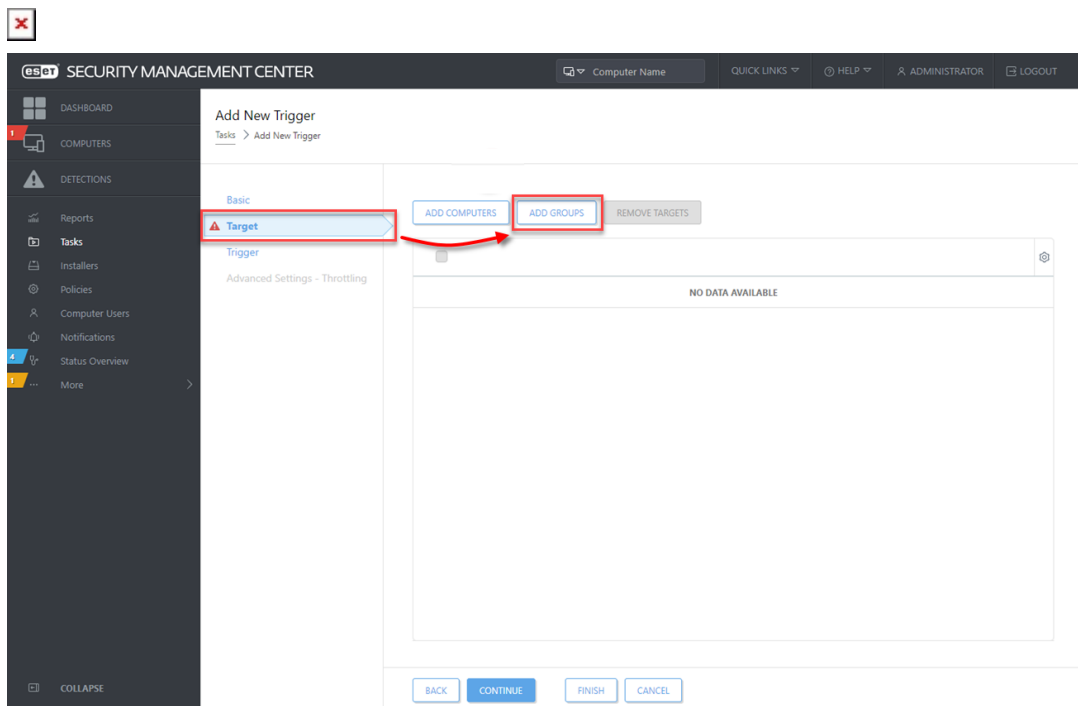 eset SECURITY MANAGEMENT CENTER
Computer Name
QUICK LINKS
HELP
ADMINISTRATOR
LOGOUT
DASHBOARD
1
COMPUTERS
DETECTIONS
Reports
Tasks
Installers
Policies
Computer Users
Notifications
4
Status Overview
1
More
COLLAPSE
Add New Trigger
Tasks > Add New Trigger
Basic
Target
Trigger
Advanced Settings - Throttling
ADD COMPUTERS
ADD GROUPS
REMOVE TARGETS
NO DATA AVAILABLE
BACK
CONTINUE
FINISH
CANCEL